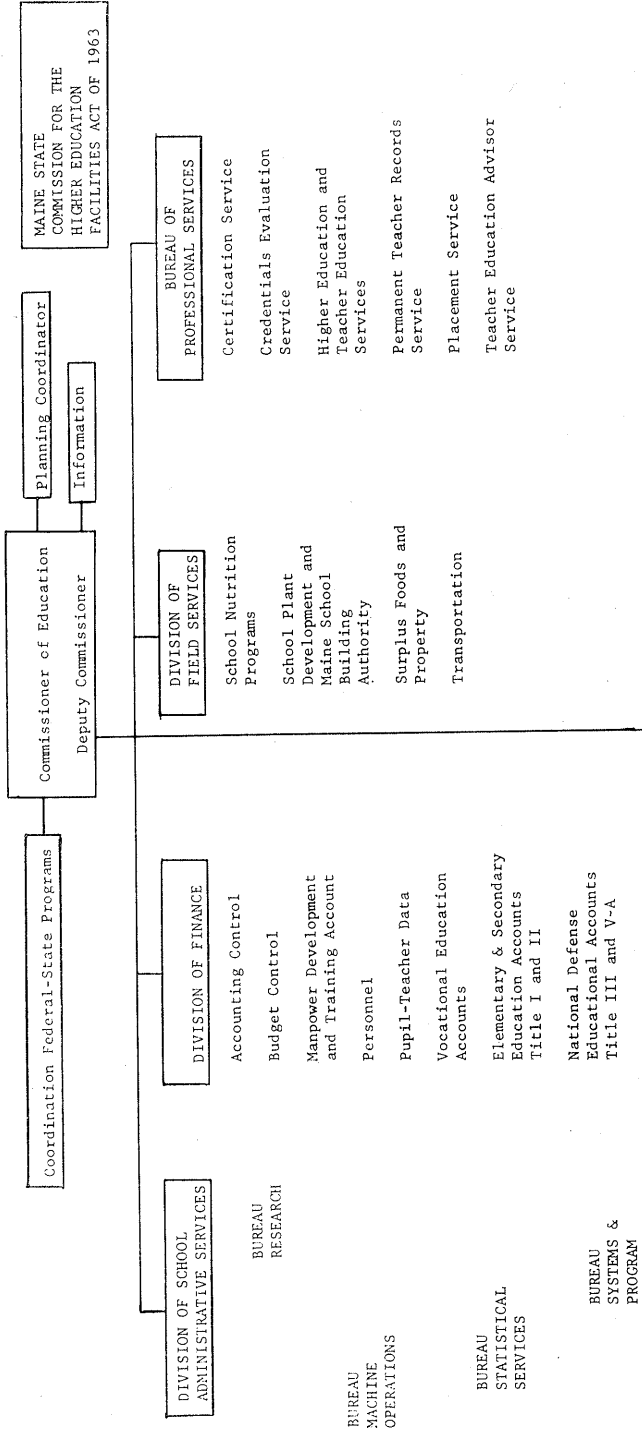 MAINE STATE
COMMISSION FOR THE
HIGHER EDUCATION
FACILITIES ACT OF 1963
Commissioner of Education
Deputy Commissioner
Planning Coordinator
Information
Coordination Federal-State Programs
DIVISION OF SCHOOL
ADMINISTRATIVE SERVICES
BUREAU
RESEARCH
BUREAU
MACHINE
OPERATIONS
BUREAU
STATISTICAL
SERVICES
BUREAU
SYSTEMS &
PROGRAM
DIVISION OF FINANCE
Accounting Control
Budget Control
Manpower Development
and Training Account
Personnel
Pupil-Teacher Data
Vocational Education
Accounts
Elementary & Secondary
Education Accounts
Title I and II
National Defense
Educational Accounts
Title III and V-A
DIVISION OF
FIELD SERVICES
School Nutrition
Programs
School Plant
Development and
Maine School
Building
Authority
Surplus Foods and
Property
Transportation
BUREAU OF
PROFESSIONAL SERVICES
Certification Service
Credentials Evaluation
Service
Higher Education and
Teacher Education
Services
Permanent Teacher Records
Service
Placement Service
Teacher Education Advisor
Service